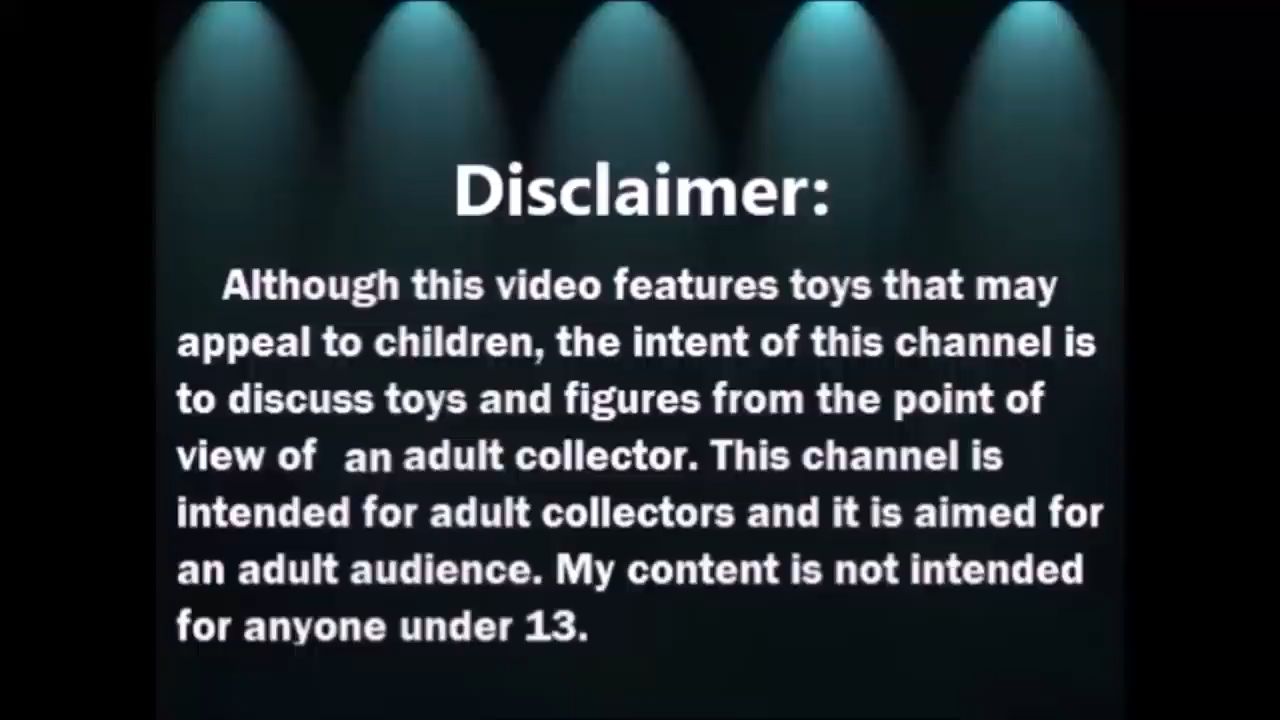 Disclaimer:
Although this video features toys that may
appeal to children, the intent of this channel is
to discuss toys and figures from the point of
view of an adult collector. This channel is
intended for adult collectors and it is aimed for
an adult audience. My content is not intended
for anyone under 13.